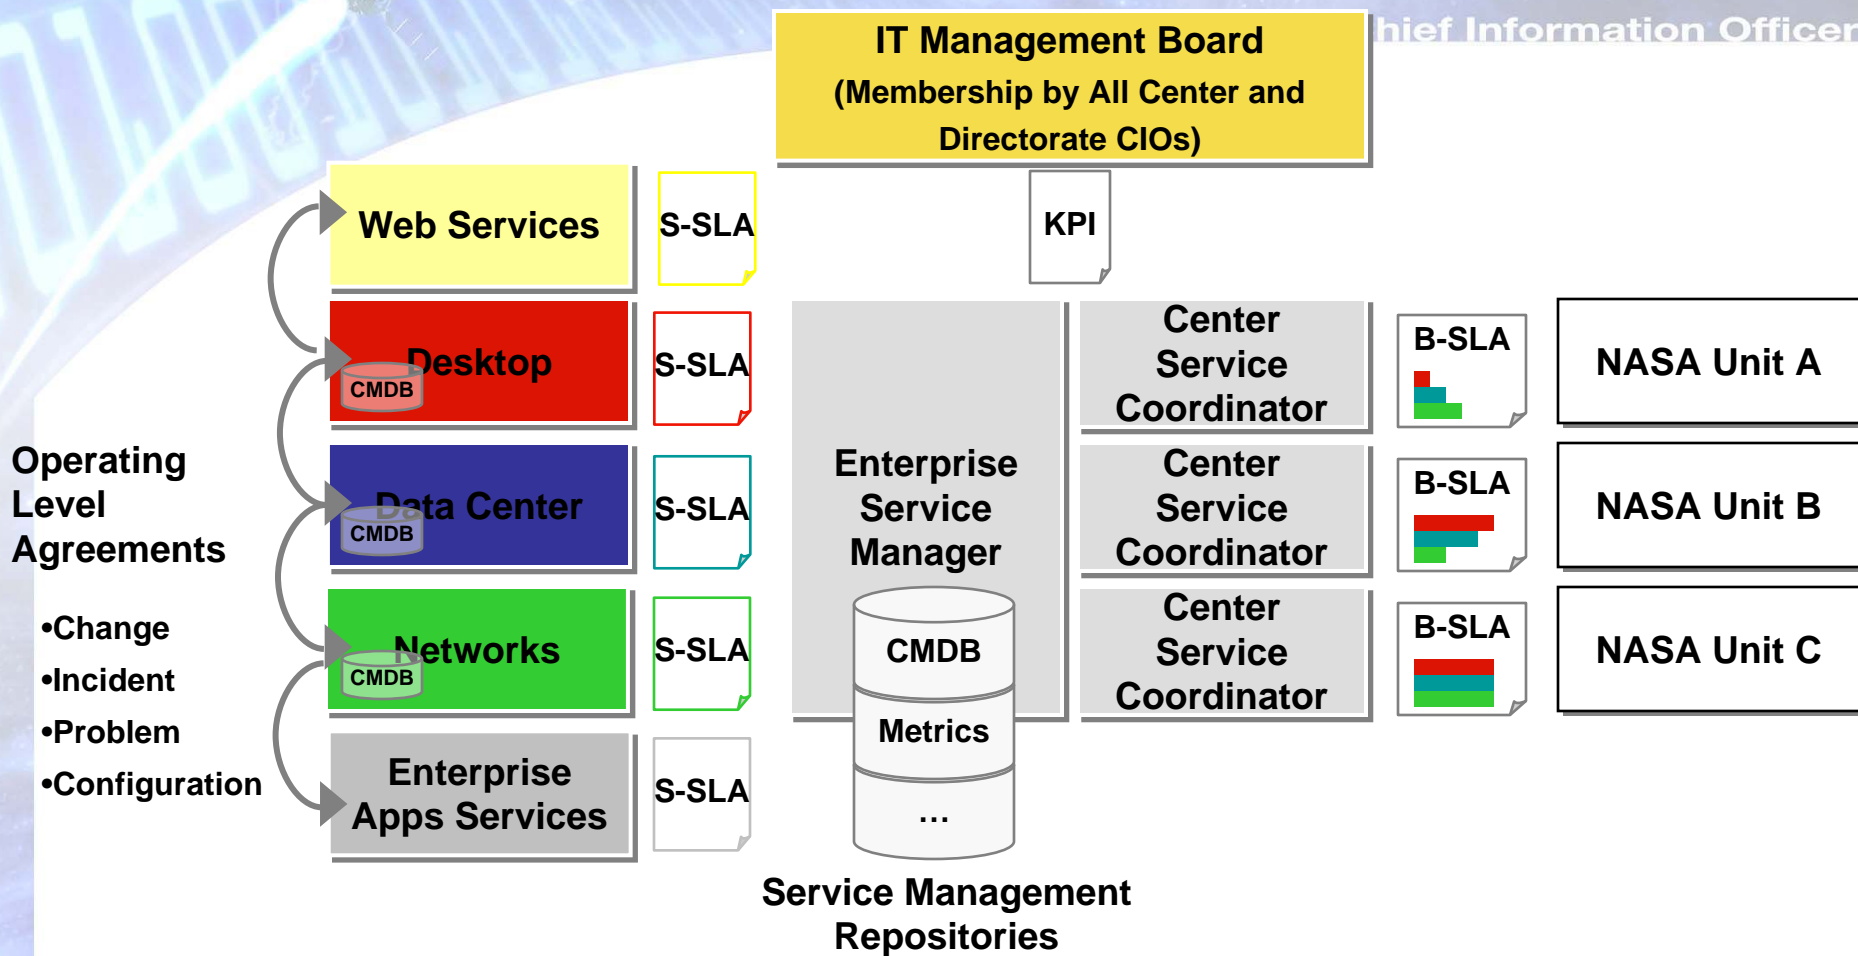 hief Information Officer
IT Management Board
(Membership by All Center and
Directorate CIOs)
Web Services
S-SLA
KPI
Desktop
CMDB
S-SLA
Center
Service
Coordinator
B-SLA
NASA Unit A
Operating
Level
Agreements
Data Center
CMDB
S-SLA
Enterprise
Service
Manager
Center
Service
Coordinator
B-SLA
NASA Unit B
•Change
•Incident
•Problem
•Configuration
Networks
CMDB
S-SLA
CMDB
Metrics
...
Center
Service
Coordinator
B-SLA
NASA Unit C
Enterprise
Apps Services
S-SLA
Service Management
Repositories